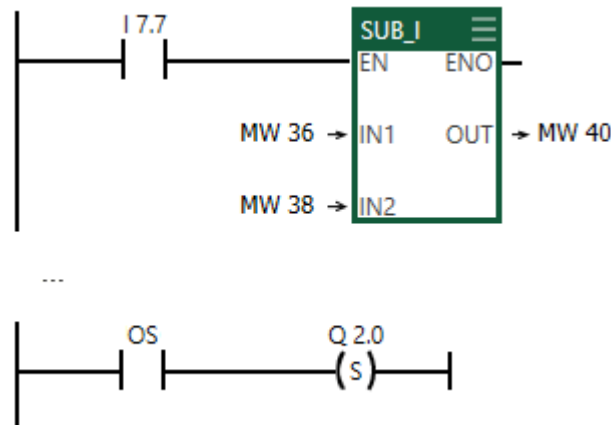 I 7.7
SUB_I
EN ENO
MW 36 → IN1 OUT → MW 40
MW 38 → IN2
...
OS Q 2.0
S